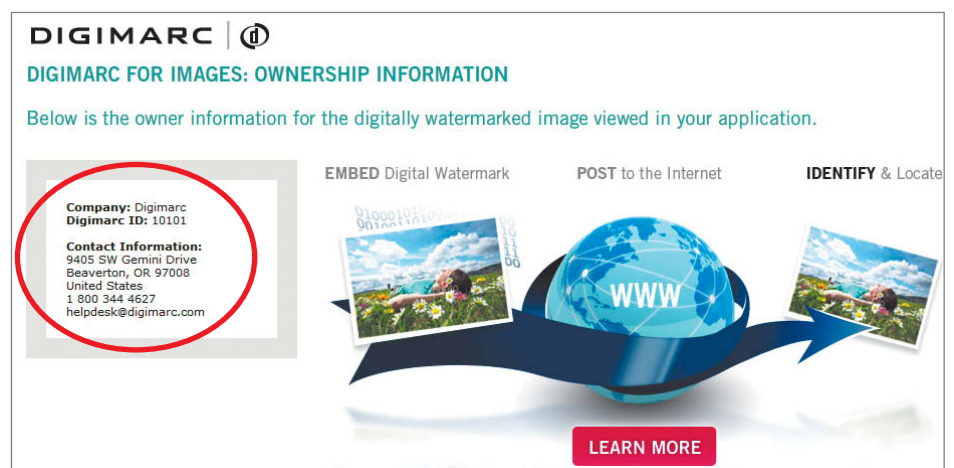 DIGIMARC
DIGIMARC FOR IMAGES: OWNERSHIP INFORMATION
Below is the owner information for the digitally watermarked image viewed in your application.
Company: Digimarc
Digimarc ID: 10101
Contact Information:
9405 SW Gemini Drive
Beaverton, OR 97008
United States
1 800 344 4627
helpdesk@digimarc.com
EMBED Digital Watermark
POST to the Internet
IDENTIFY & Locate
WWW
LEARN MORE